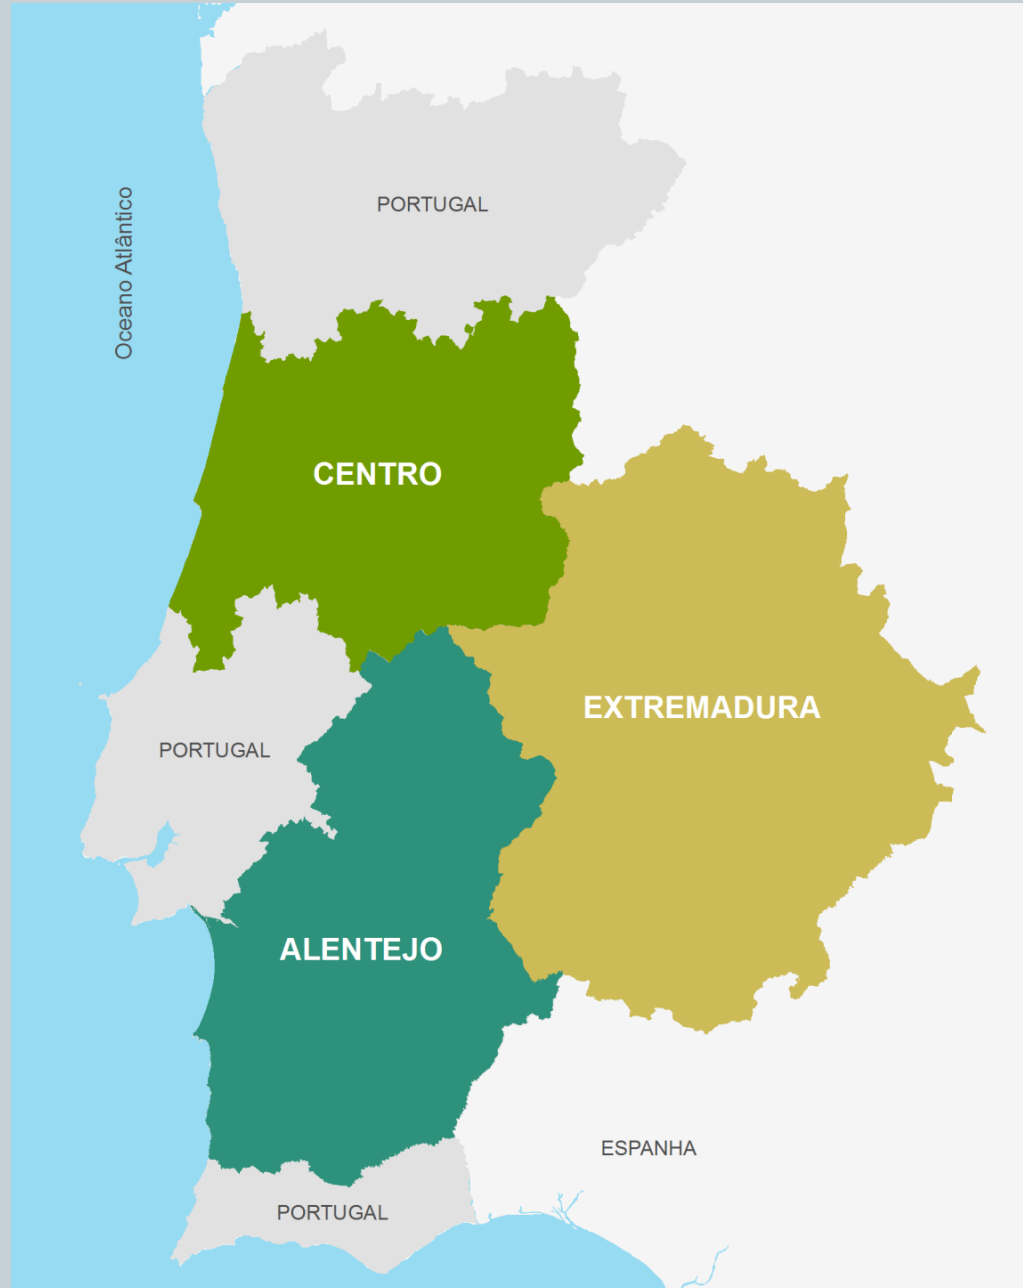 PORTUGAL
Oceano Atlântico
CENTRO
EXTREMADURA
PORTUGAL
ALENTEJO
ESPANHA
PORTUGAL